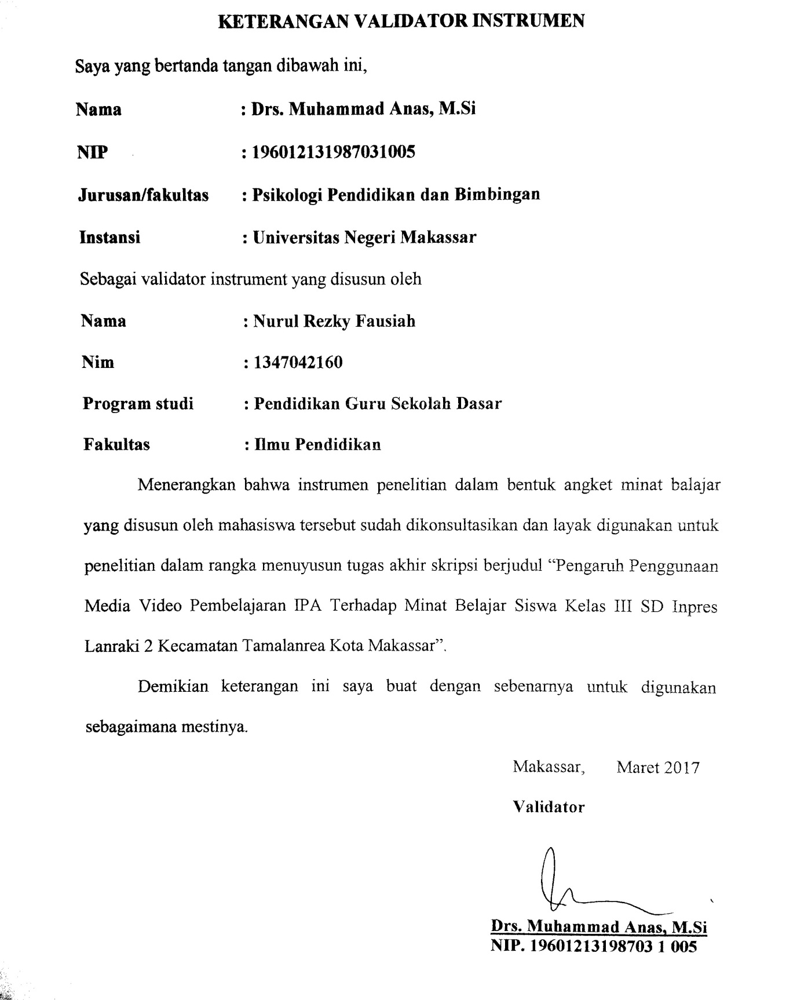 KETERANGAN VALIDATOR INSTRUMEN
Saya yang bertanda tangan dibawah ini,
Nama : Drs. Muhammad Anas, M.Si
NIP : 196012131987031005
Jurusan/fakultas : Psikologi Pendidikan dan Bimbingan
Instansi : Universitas Negeri Makassar
Sebagai validator instrument yang disusun oleh
Nama : Nurul Rezky Fausiah
Nim : 1347042160
Program studi : Pendidikan Guru Sekolah Dasar
Fakultas : Ilmu Pendidikan
Menerangkan bahwa instrumen penelitian dalam bentuk angket minat balajar
yang disusun oleh mahasiswa tersebut sudah dikonsultasikan dan layak digunakan untuk
penelitian dalam rangka menuyusun tugas akhir skripsi berjudul “Pengaruh Penggunaan
Media Video Pembelajaran IPA Terhadap Minat Belajar Siswa Kelas III SD Inpres
Lanraki 2 Kecamatan Tamalanrea Kota Makassar”.
Demikian keterangan ini saya buat dengan sebenarnya untuk digunakan
sebagaimana mestinya.
Makassar, Maret 2017
Validator
Drs. Muhammad Anas, M.Si
NIP. 19601213198703 1 005